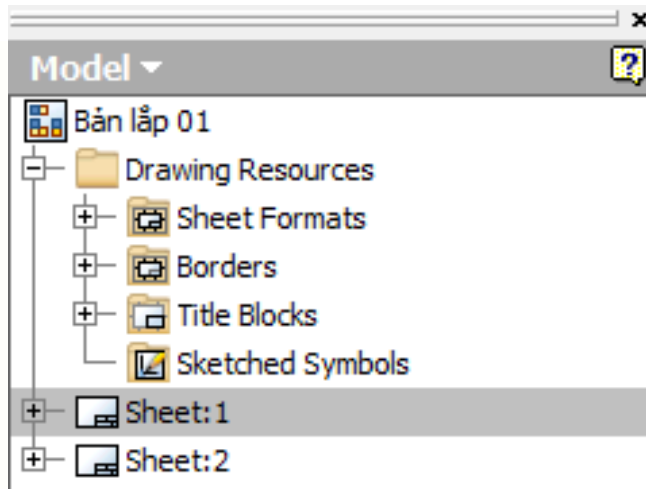 Model
Bản lắp 01
Drawing Resources
Sheet Formats
Borders
Title Blocks
Sketched Symbols
Sheet:1
Sheet:2